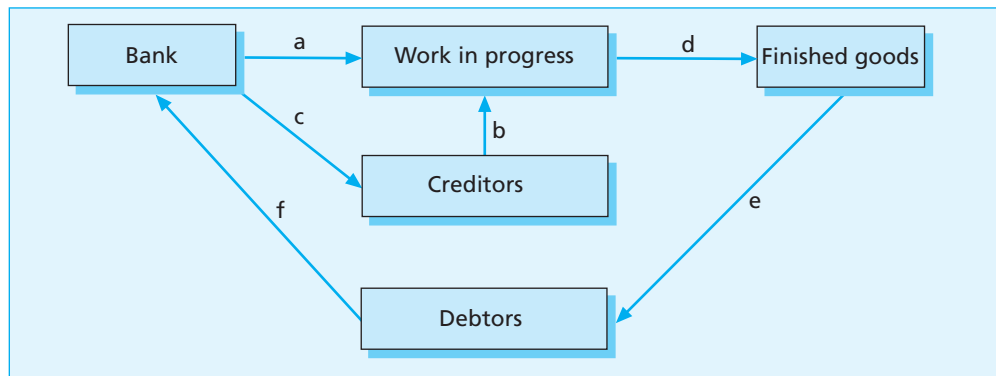 Bank
a
Work in progress
d
Finished goods
c
b
Creditors
f
e
Debtors